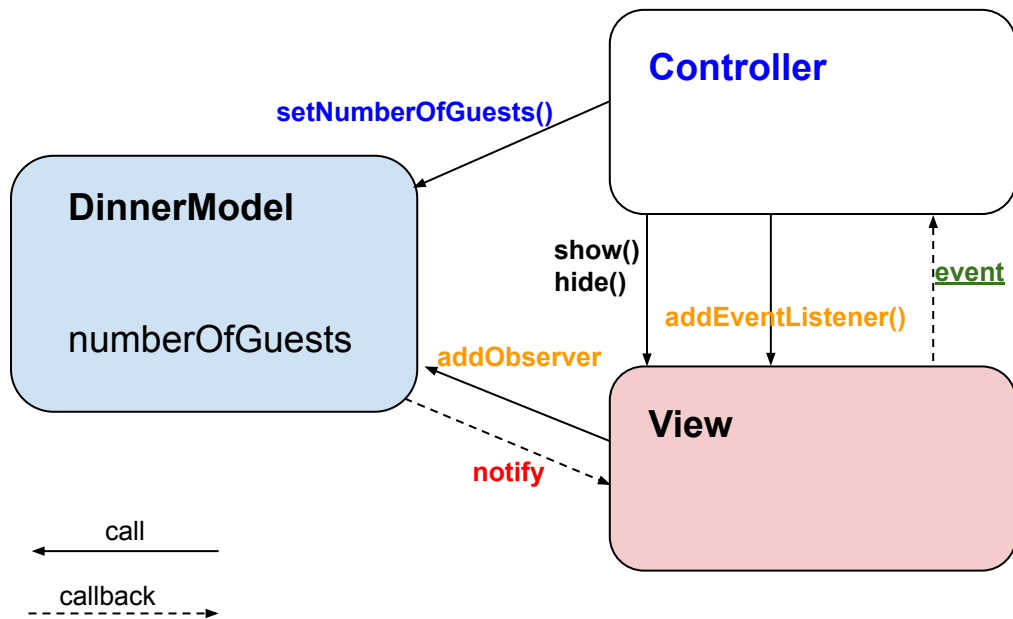 Controller
setNumberOfGuests()
DinnerModel
show()
hide()
event
addEventListener()
numberOfGuests
addObserver
View
notify
call
callback